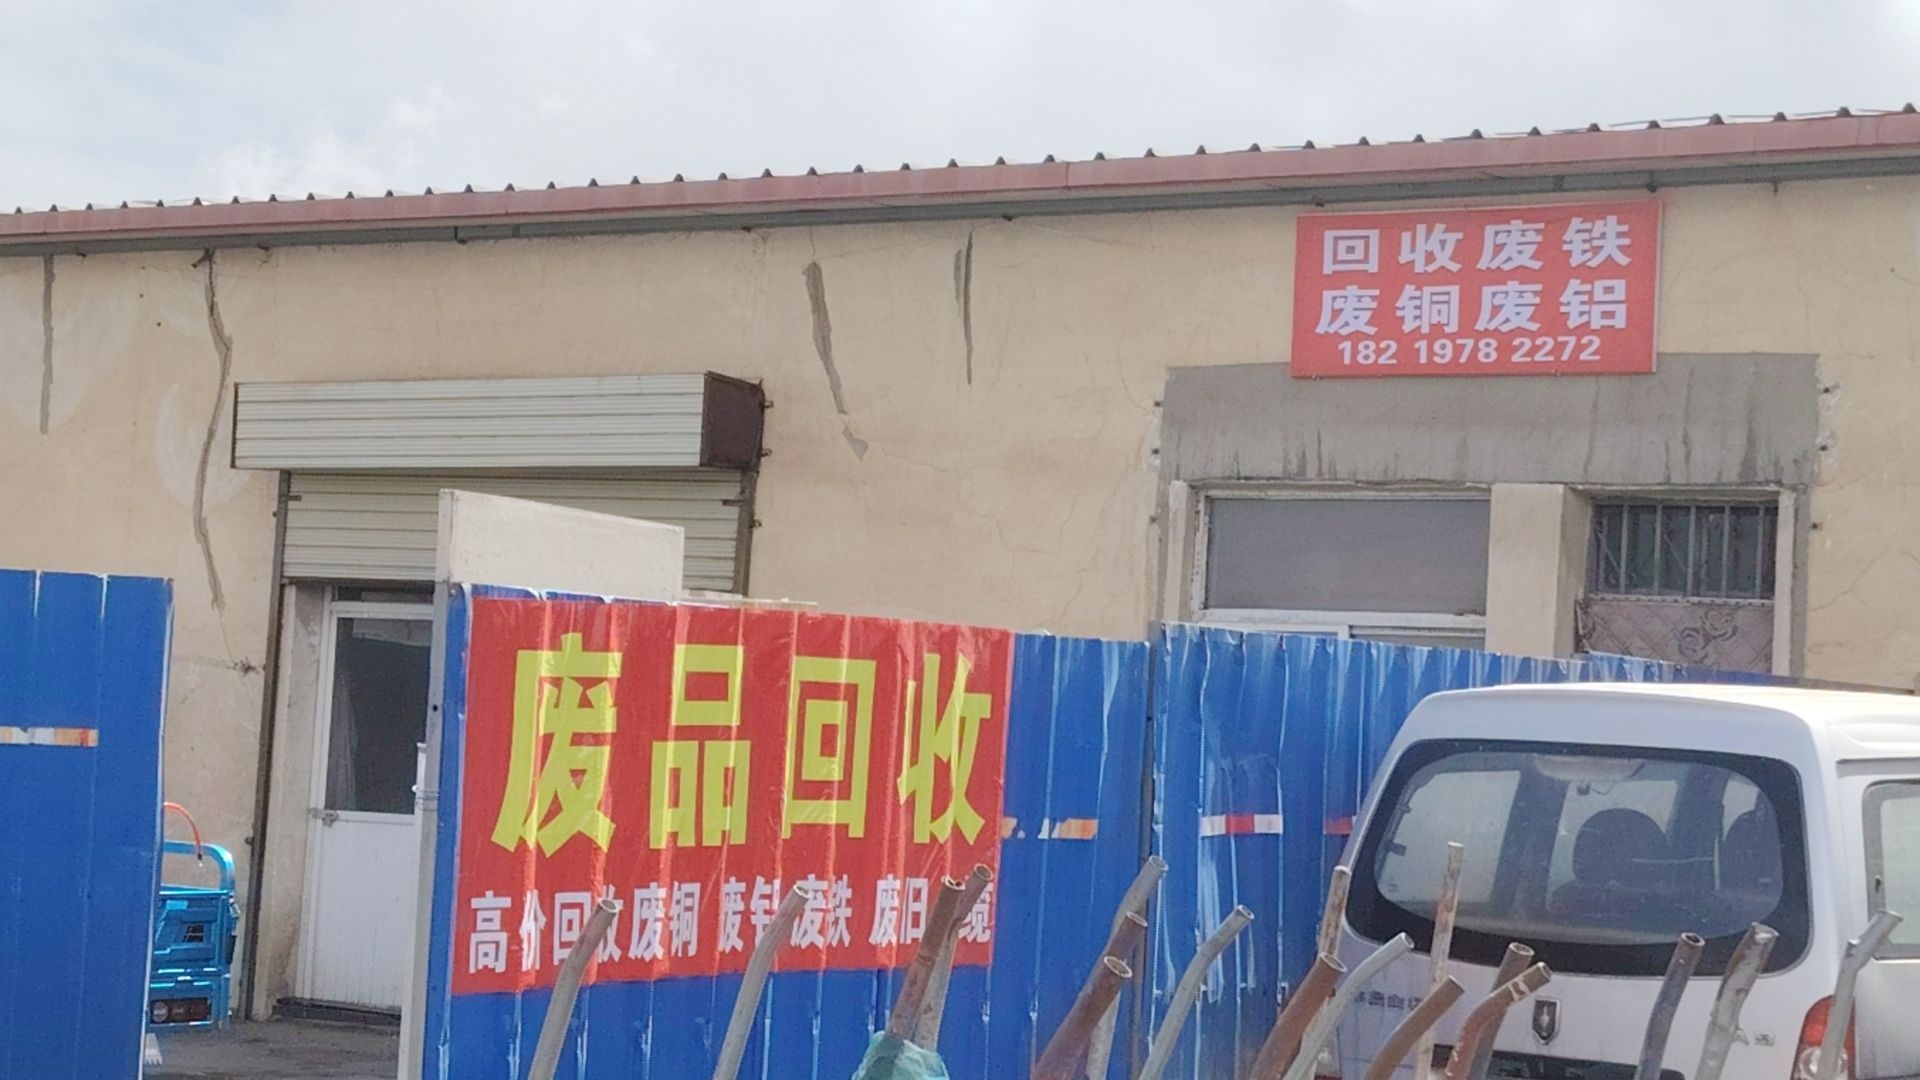 回收废铁
废铜废铝
182 1978 2272
废品回收
高价回收废铜 废铝 废铁 废旧 缆